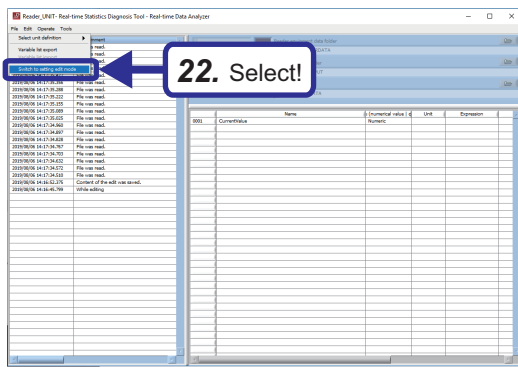 Reader_UNIT- Real-time Statistics Diagnosis Tool - Real-time Data Analyzer
File Edit Operate Tools
Select unit definition
Variable list export
Switch to setting edit mode
22. Select!
2019/08/06 14:17:35.288 File was read.
2019/08/06 14:17:35.222 File was read.
2019/08/06 14:17:35.155 File was read.
2019/08/06 14:17:35.089 File was read.
2019/08/06 14:17:35.025 File was read.
2019/08/06 14:17:34.960 File was read.
2019/08/06 14:17:34.897 File was read.
2019/08/06 14:17:34.828 File was read.
2019/08/06 14:17:34.767 File was read.
2019/08/06 14:17:34.703 File was read.
2019/08/06 14:17:34.632 File was read.
2019/08/06 14:17:34.572 File was read.
2019/08/06 14:17:34.510 File was read.
2019/08/06 14:16:52.375 Content of the edit was saved.
2019/08/06 14:16:45.799 While editing
Name Unit Expression
0001 CurrentValue Numeric